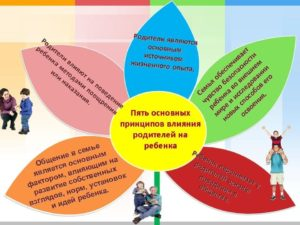 Родители являются
основным
источником
жизненного опыта.
Семья обеспечивает
чувство безопасности
ребенка во внешнем
мире и исследовании
новых способов его
освоения.
Родители влияют на поведение
ребенка методами поощрения
или наказания.
Пять основных
принципов влияния
родителей на
ребенка
Общение в семье
является основным
фактором, влияющим на
развитие собственных
взглядов, норм, установок
и идей ребенка.